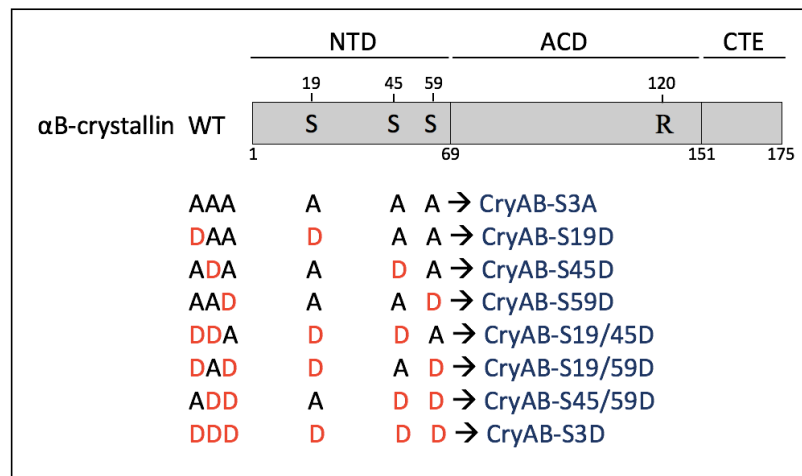 NTD ACD CTE
19 45 59 120
αB-crystallin WT S S S R
1 69 151 175
AAA A A A → CryAB-S3A
DAA D A A → CryAB-S19D
ADA A D A → CryAB-S45D
AAD A A D → CryAB-S59D
DDA D D A → CryAB-S19/45D
DAD D A D → CryAB-S19/59D
ADD A D D → CryAB-S45/59D
DDD D D D → CryAB-S3D